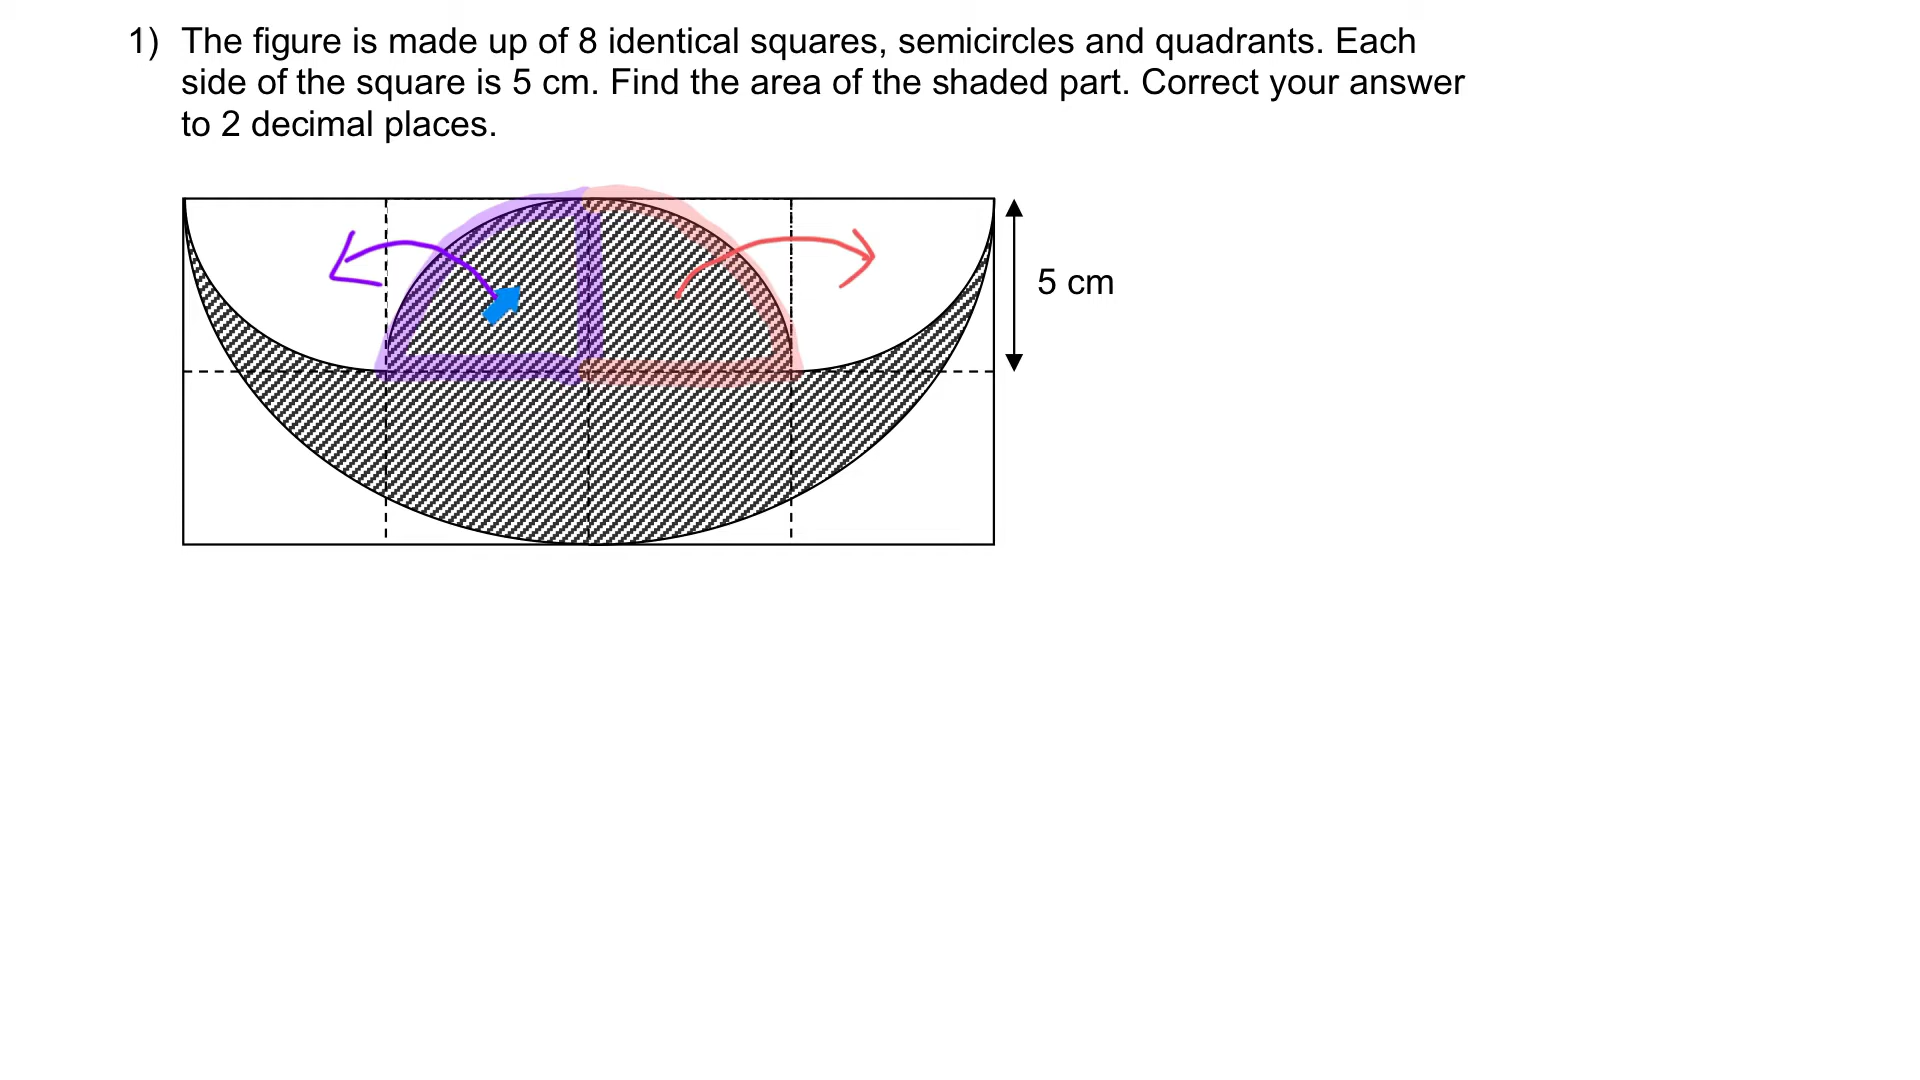 1) The figure is made up of 8 identical squares, semicircles and quadrants. Each
side of the square is 5 cm. Find the area of the shaded part. Correct your answer
to 2 decimal places.
5 cm